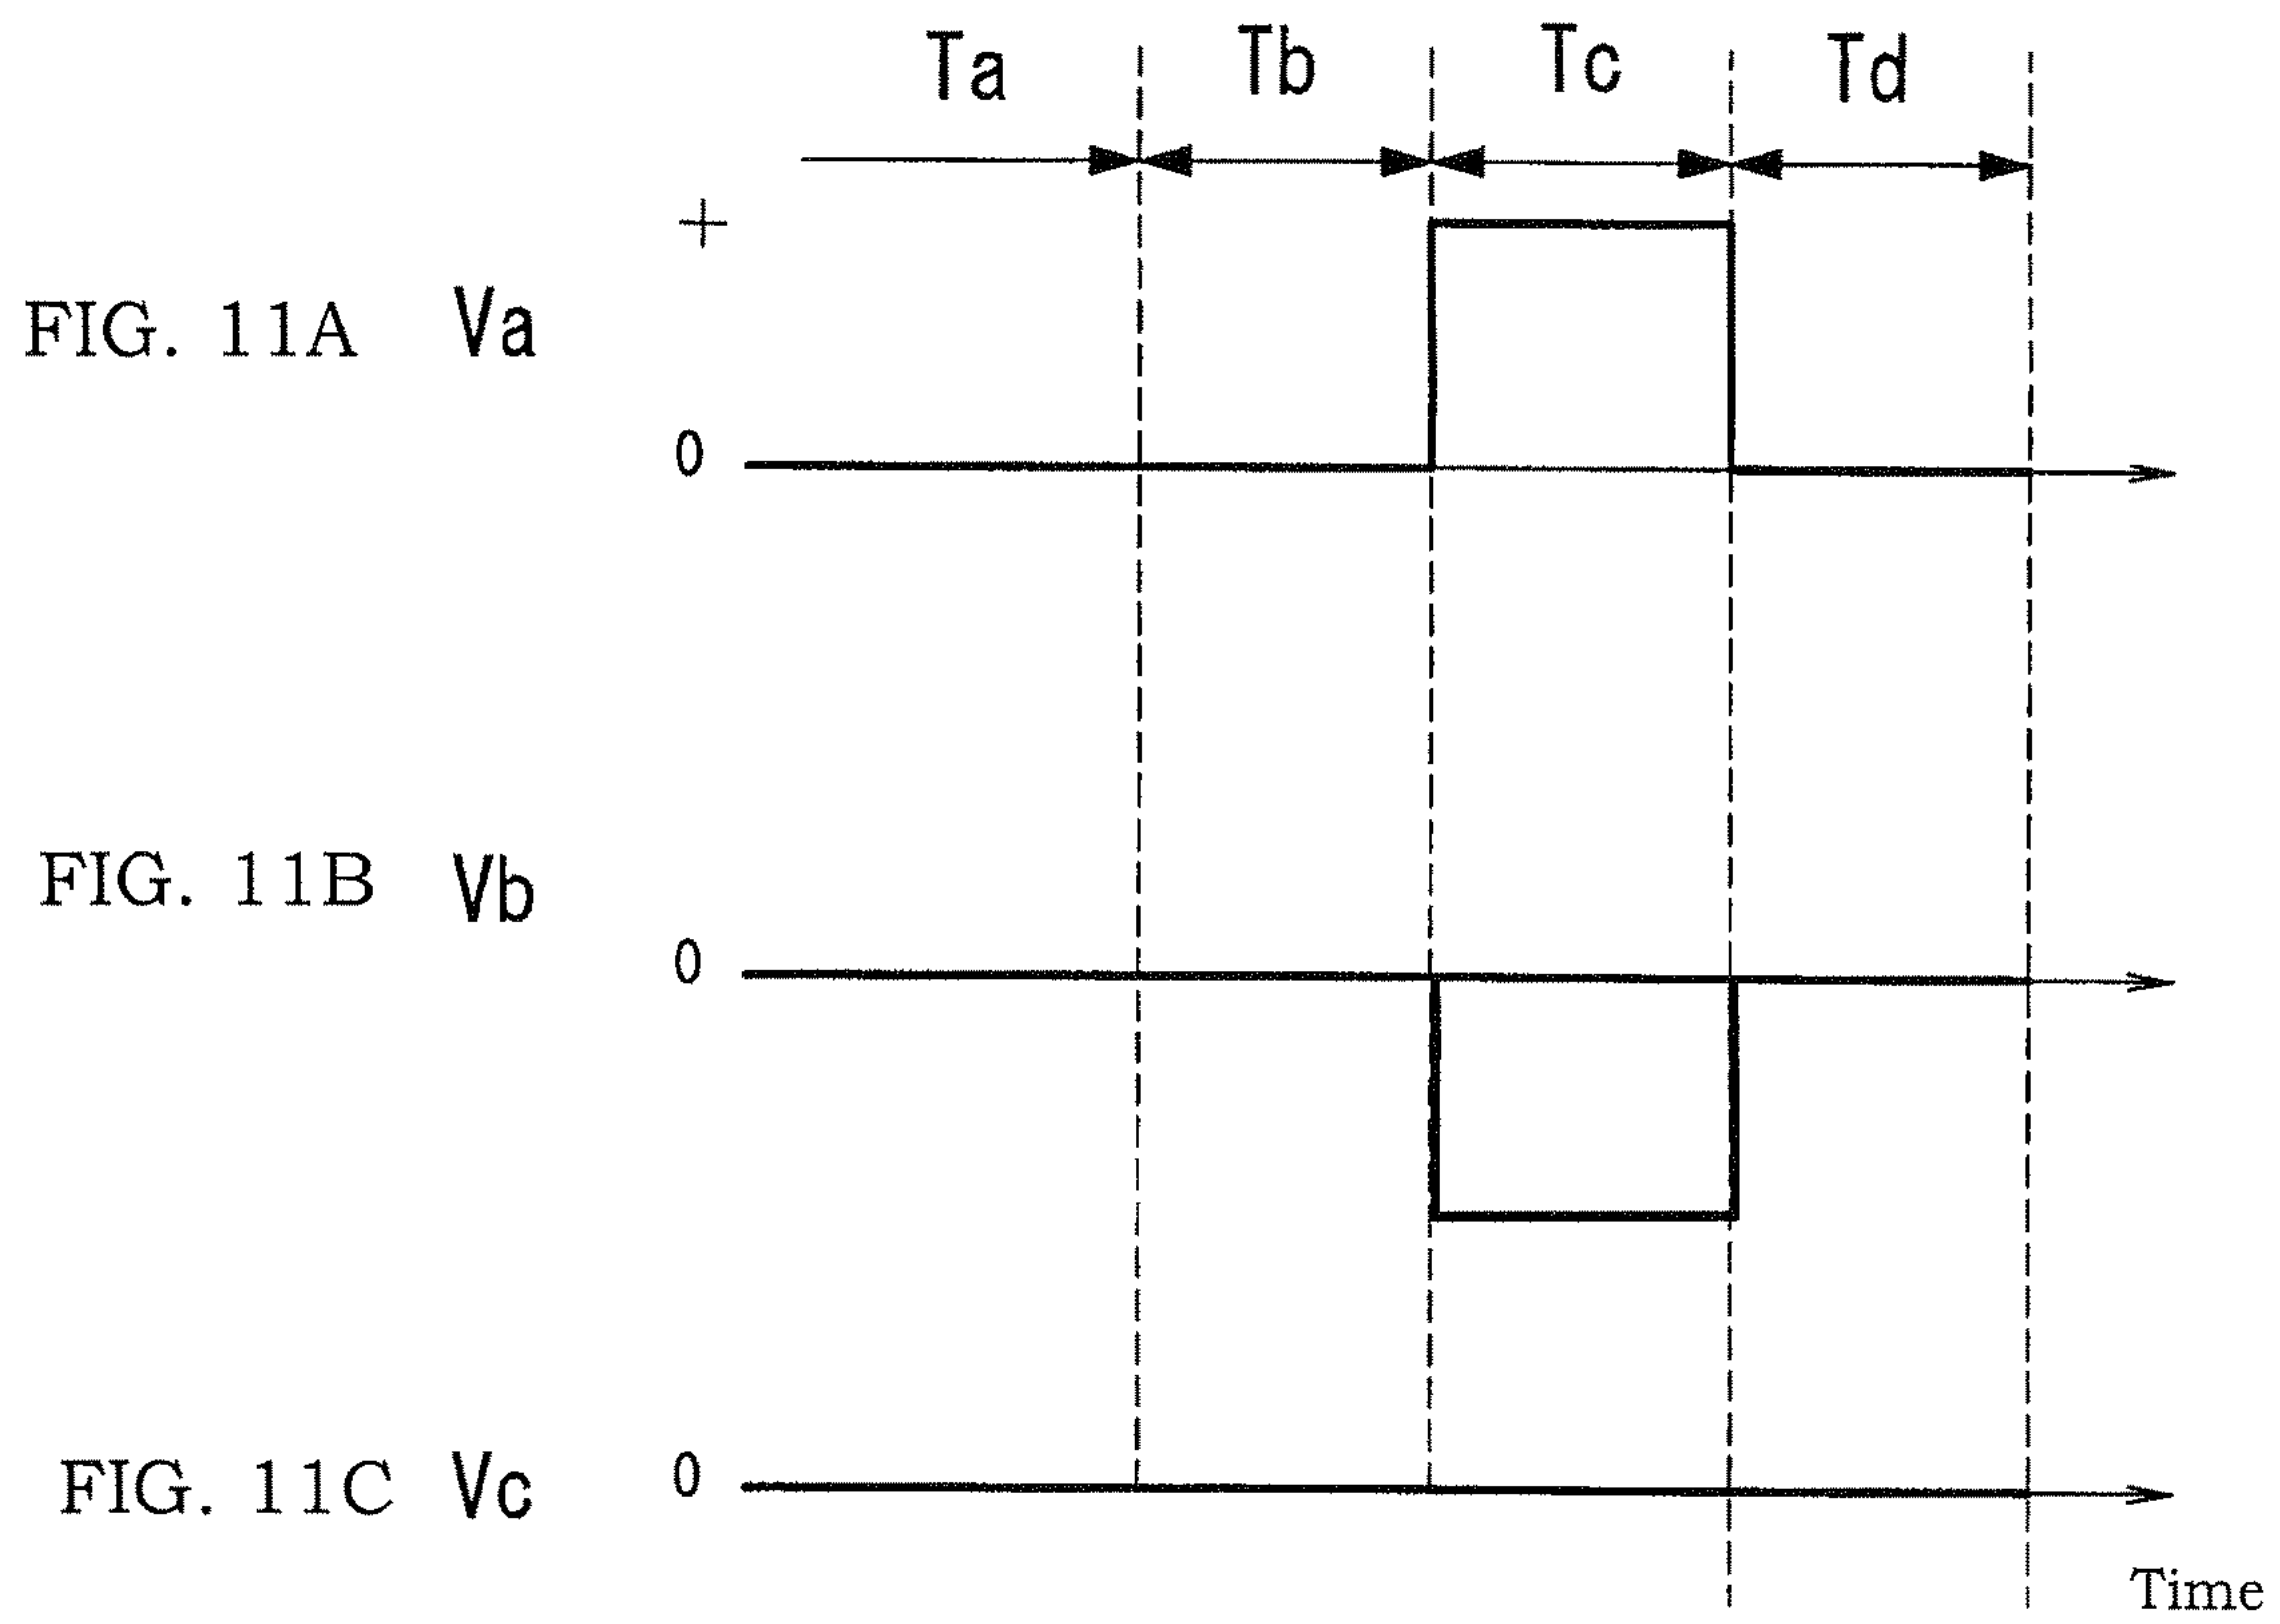 Ta Tb Tc Td
+
FIG. 11A Va
0
FIG. 11B Vb
0
FIG. 11C Vc 0
Time